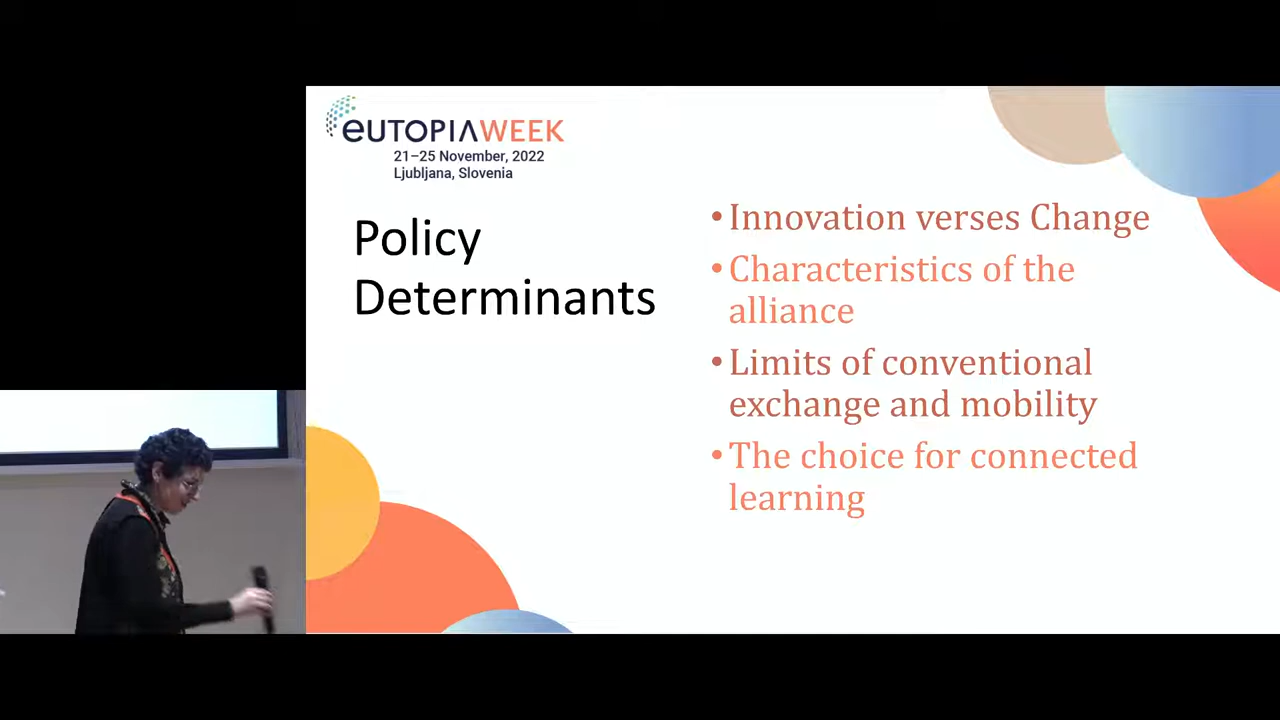 eUTOPIA WEEK
21–25 November, 2022
Ljubljana, Slovenia
Policy
Determinants
• Innovation verses Change
• Characteristics of the
alliance
• Limits of conventional
exchange and mobility
• The choice for connected
learning